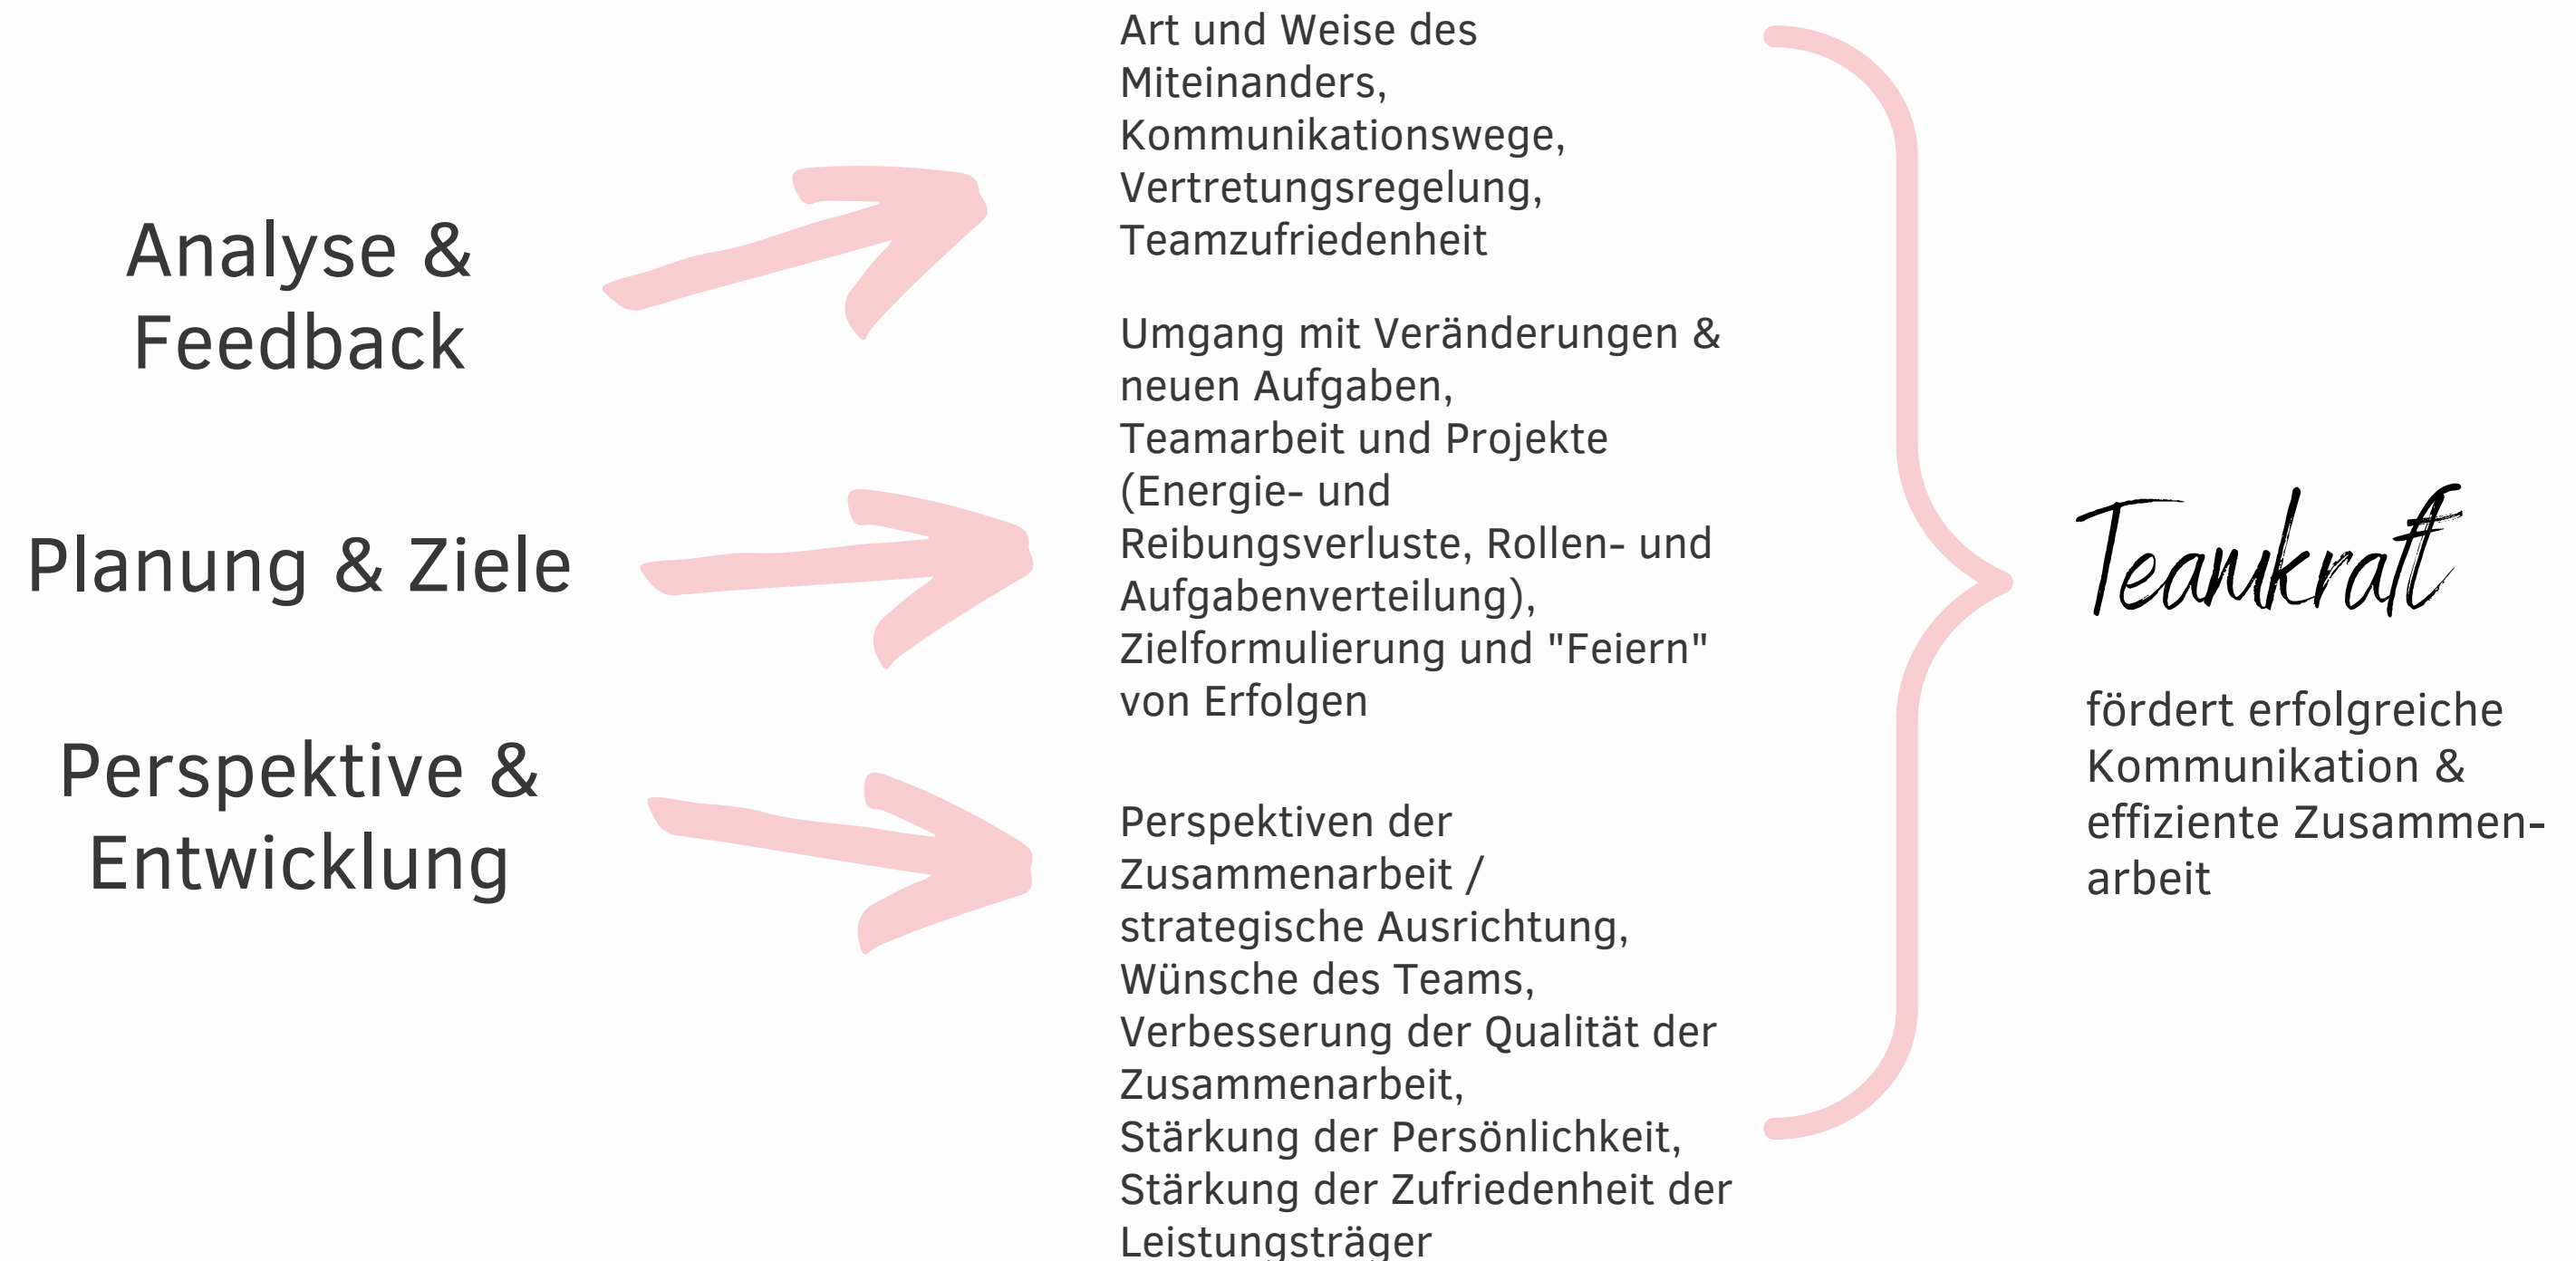 Analyse &
Feedback
Planung & Ziele
Perspektive &
Entwicklung
Art und Weise des
Miteinanders,
Kommunikationswege,
Vertretungsregelung,
Teamzufriedenheit
Umgang mit Veränderungen &
neuen Aufgaben,
Teamarbeit und Projekte
(Energie- und
Reibungsverluste, Rollen- und
Aufgabenverteilung),
Zielformulierung und "Feiern"
von Erfolgen
Perspektiven der
Zusammenarbeit /
strategische Ausrichtung,
Wünsche des Teams,
Verbesserung der Qualität der
Zusammenarbeit,
Stärkung der Persönlichkeit,
Stärkung der Zufriedenheit der
Leistungsträger
Teamkraft
fördert erfolgreiche
Kommunikation &
effiziente Zusammen-
arbeit